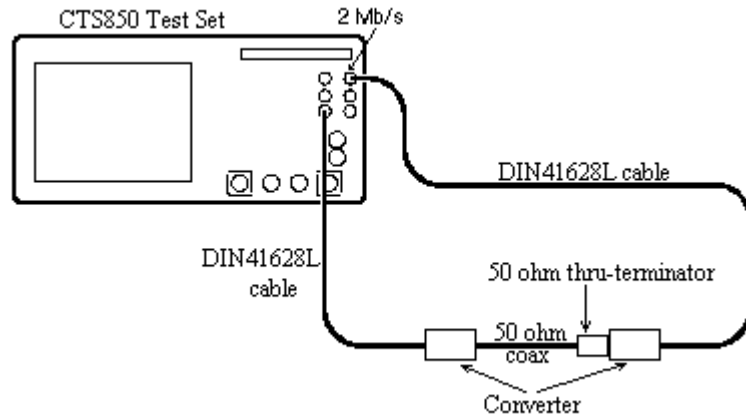 CTS850 Test Set
2 Mb/s
DIN41628L cable
DIN41628L
cable
50 ohm thru-terminator
50 ohm
coax
Converter